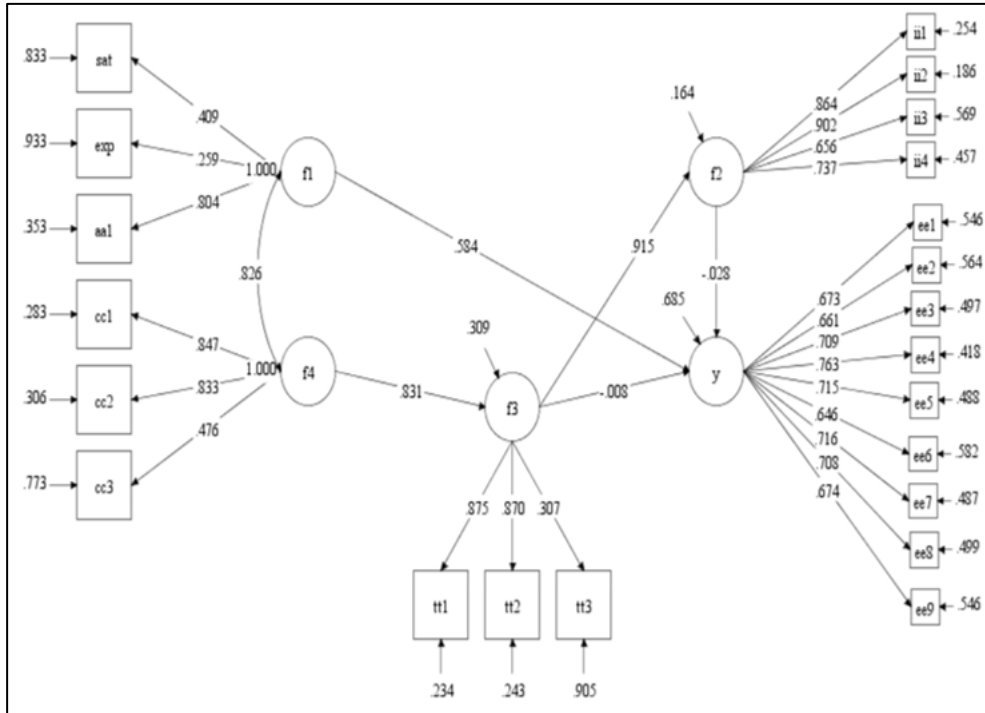 .833
sat
.409
.933
exp
.259
1.000
f1
.353
aa1
.804
.826
.283
cc1
.847
1.000
f4
.306
cc2
.833
.476
.773
cc3
.831
.309
f3
.875
.870
.307
tt1
tt2
tt3
.234
.243
.905
.584
.915
-.008
.164
f2
-.028
.685
y
.864
.902
.656
.737
ii1
.254
ii2
.186
ii3
.569
ii4
.457
.673
.661
.709
.763
.715
.646
.716
.708
.674
ee1
.546
ee2
.564
ee3
.497
ee4
.418
ee5
.488
ee6
.582
ee7
.487
ee8
.499
ee9
.546